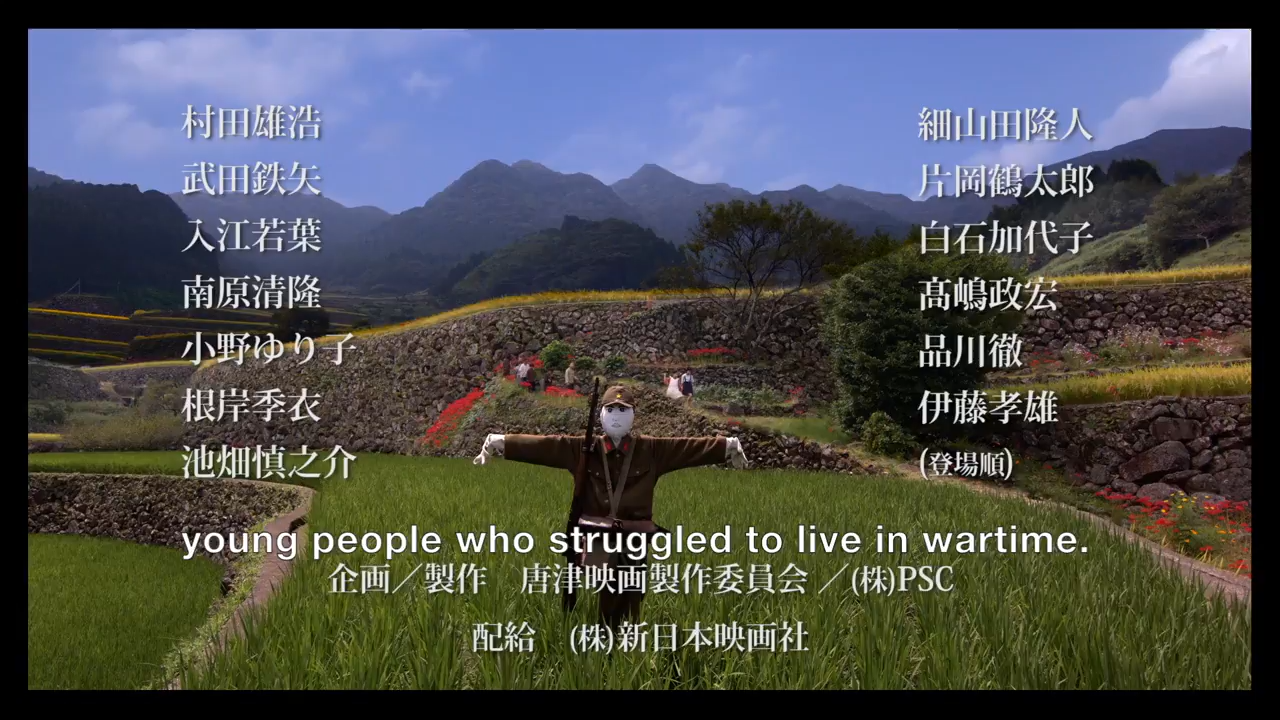 村田雄浩
武田鉄矢
入江若葉
南原清隆
小野ゆり子
根岸季衣
池畑慎之介
細山田隆人
片岡鶴太郎
白石加代子
髙嶋政宏
品川徹
伊藤孝雄
(登場順)
young people who struggled to live in wartime.
企画／製作　唐津映画製作委員会／(株)PSC
配給　(株)新日本映画社